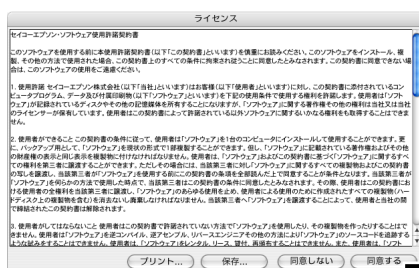 ライセンス
セイコーエプソン・ソフトウェア使用許諾契約書
このソフトウェアを使用する前に本使用許諾契約書(以下「この契約書」といいます)を慎重にお読みください。このソフトウェアをインストール、複
製、その他の方法で使用された場合、この契約書上のすべての条件に拘束されることに同意したとみなされます。この契約書に同意できない場
合は、このソフトウェアの使用をご遠慮ください。
1. 使用許諾 セイコーエプソン株式会社(以下「当社」といいます)はお客様(以下「使用者」といいます)に対し、この契約書に添付されているコン
ピュータプログラム、データ及び付属印刷物(以下「ソフトウェア」といいます)を下記の使用条件で使用する権利を許諾します。使用者は「ソフト
ウェア」が記録されているディスクやその他の記憶媒体を所有することになりますが、「ソフトウェア」に関する著作権その他の権利は当社又は当社
のライセンサーが保有しています。使用者はこの契約書によって許諾されている以外ソフトウェアに関するいかなる権利をも取得することはできま
せん。
2. 使用者ができること この契約書の条件に従って、使用者は「ソフトウェア」を1台のコンピュータにインストールして使用することができます。更
に、バックアップ用として、「ソフトウェア」を現状の形式で1部複製することができます。但し、「ソフトウェア」に記載されている著作権およびその他
の財産権の表示と同じ表示を複製物に付けなければなりません。使用者は、「ソフトウェア」およびこの契約書に基づく「ソフトウェア」に関するすべ
ての権利を第三者に譲渡することができます。ただしその場合には、当該第三者に対し「ソフトウェア」に関するすべての複製物およびこの契約書
の写しを譲渡し、当該第三者が「ソフトウェア」を使用する前にこの契約書の条項を全部読んだ上で同意することが条件となります。当該第三者が
「ソフトウェア」を何らかの方法で使用した時点で、当該第三者はこの契約書の条件に同意したとみなされます。その際、使用者はこの契約書にお
ける使用者の全権利を当該第三者に譲渡し、「ソフトウェア」のあらゆる使用を止め、使用者による使用のために作成されたすべての複製物(ハー
ドディスク上の複製物を含む)を消去ないし廃棄しなければなりません。当該第三者へ「ソフトウェア」を譲渡することによって、使用者と当社の間
で締結されたこの契約書は解除されます。
3. 使用者がしてはならないこと 使用者はこの契約書で許諾されていない方法で「ソフトウェア」を使用したり、その複製物を作ったりすることはで
きません。使用者は「ソフトウェア」を逆コンパイル、逆アセンブル、リバースエンジニアその他の方法により「ソフトウェア」のソースコードを追跡する
ような試みをすることはできません。使用者は、「ソフトウェア」をレンタル、リース、貸付、再頒布することはできません。また、使用者は、「ソフト
プリント... 保存... 同意しない 同意する